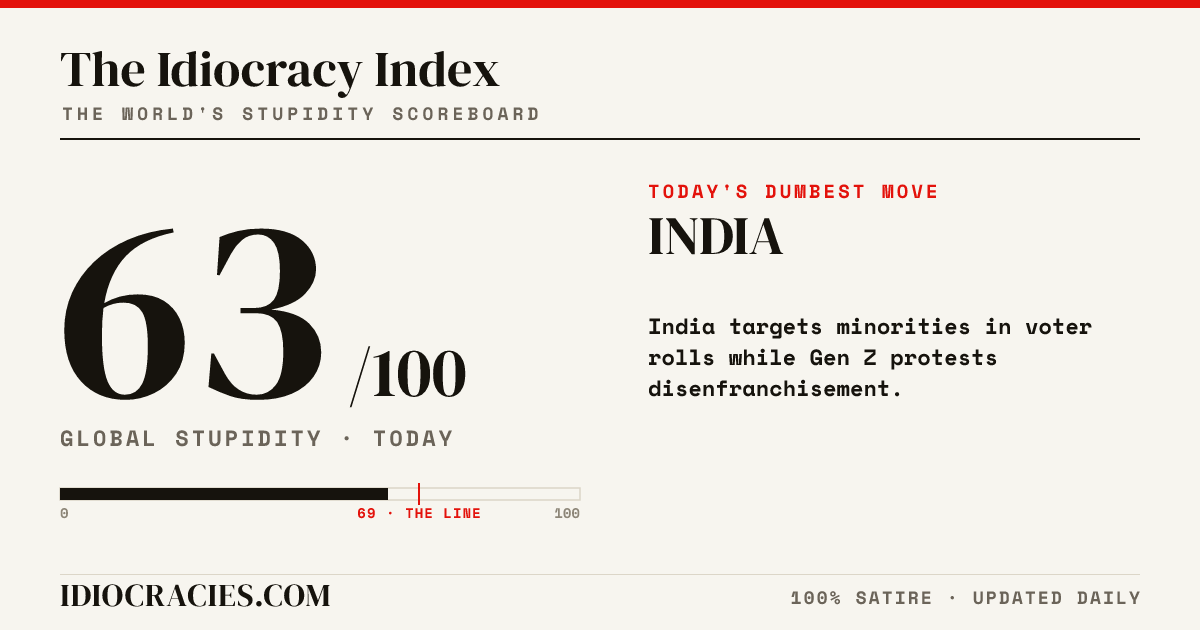 The Idiocracy Index
THE WORLD'S STUPIDITY SCOREBOARD
63 /100
GLOBAL STUPIDITY · TODAY
0
69 · THE LINE
100
TODAY'S DUMBEST MOVE
INDIA
India targets minorities in voter
rolls while Gen Z protests
disenfranchisement.
IDIOCRACIES.COM
100% SATIRE · UPDATED DAILY